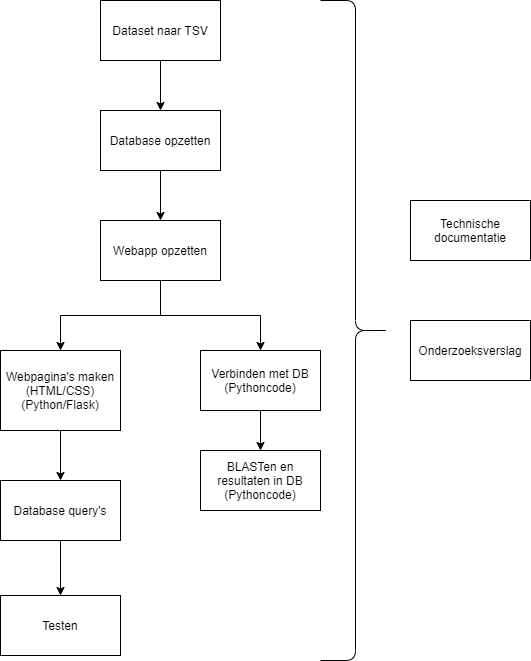 Dataset naar TSV
Database opzetten
Webapp opzetten
Webpagina's maken
(HTML/CSS)
(Python/Flask)
Verbinden met DB
(Pythoncode)
BLASTen en
resultaten in DB
(Pythoncode)
Database query's
Testen
Technische
documentatie
Onderzoeksverslag